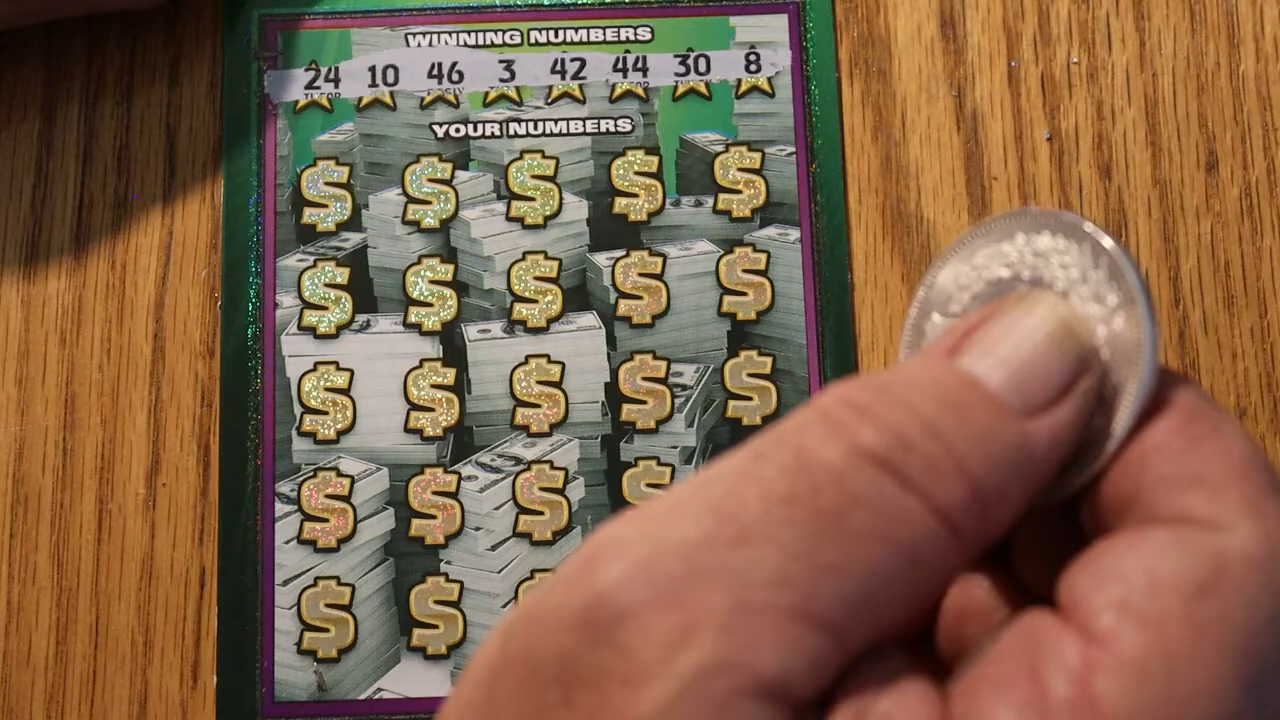 WINNING NUMBERS
24 10 46 3 42 44 30 8
YOUR NUMBERS
$ $ $ $ $
$ $ $ $ $
$ $ $ $ $
$ $ $ $
$ $